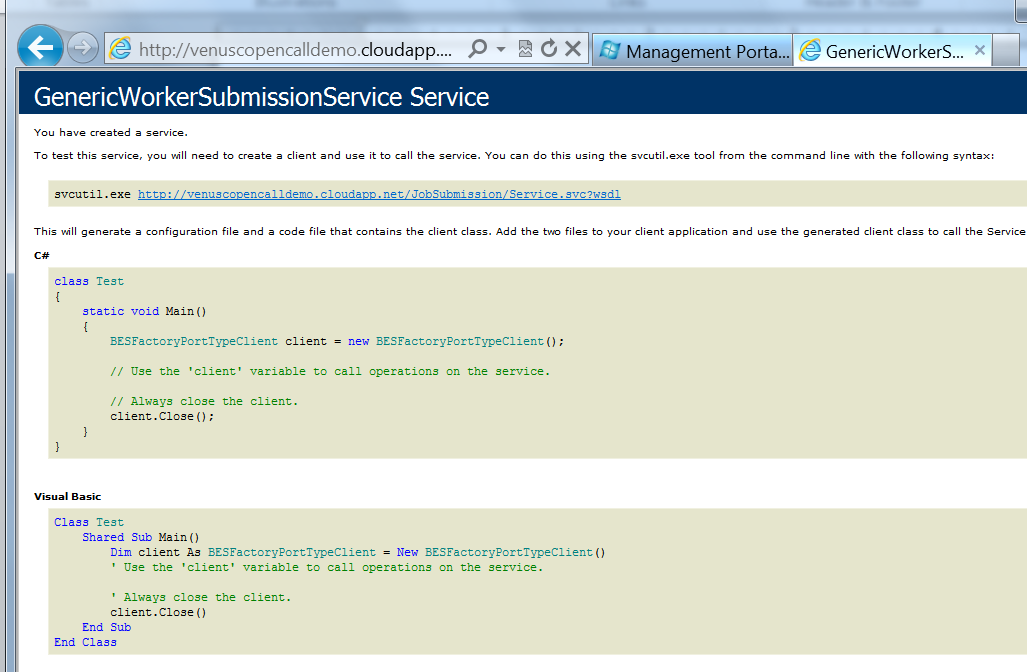 http://venuscopencalldemo.cloudapp....
Management Porta...
GenericWorkerS...
GenericWorkerSubmissionService Service
You have created a service.
To test this service, you will need to create a client and use it to call the service. You can do this using the svcutil.exe tool from the command line with the following syntax:
svcutil.exe http://venuscopencalldemo.cloudapp.net/JobSubmission/Service.svc?wsdl
This will generate a configuration file and a code file that contains the client class. Add the two files to your client application and use the generated client class to call the Service
C#
class Test
{
static void Main()
{
BESFactoryPortTypeClient client = new BESFactoryPortTypeClient();
// Use the 'client' variable to call operations on the service.
// Always close the client.
client.Close();
}
}
Visual Basic
Class Test
Shared Sub Main()
Dim client As BESFactoryPortTypeClient = New BESFactoryPortTypeClient()
' Use the 'client' variable to call operations on the service.
' Always close the client.
client.Close()
End Sub
End Class